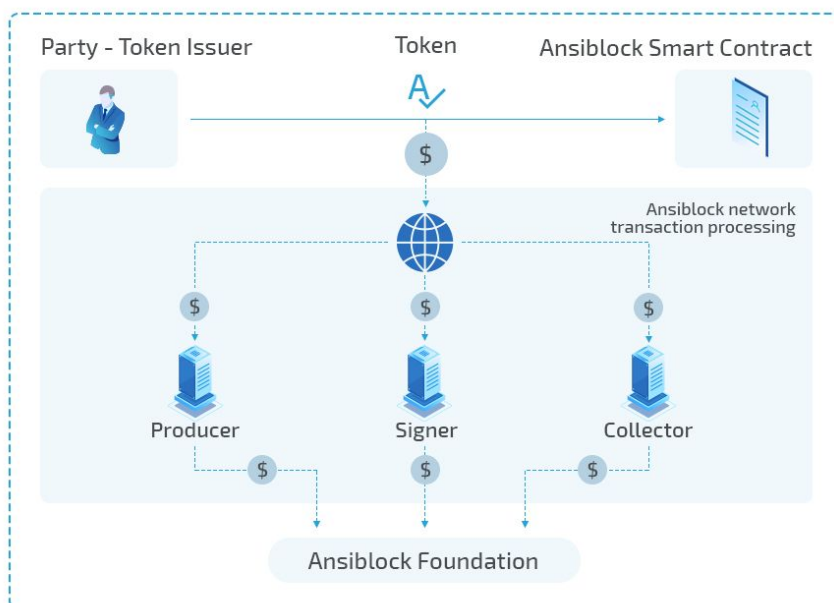 Party - Token Issuer
Token
Ansiblock Smart Contract
A
$
Ansiblock network
transaction processing
$
$
$
Producer
Signer
Collector
$
$
$
Ansiblock Foundation